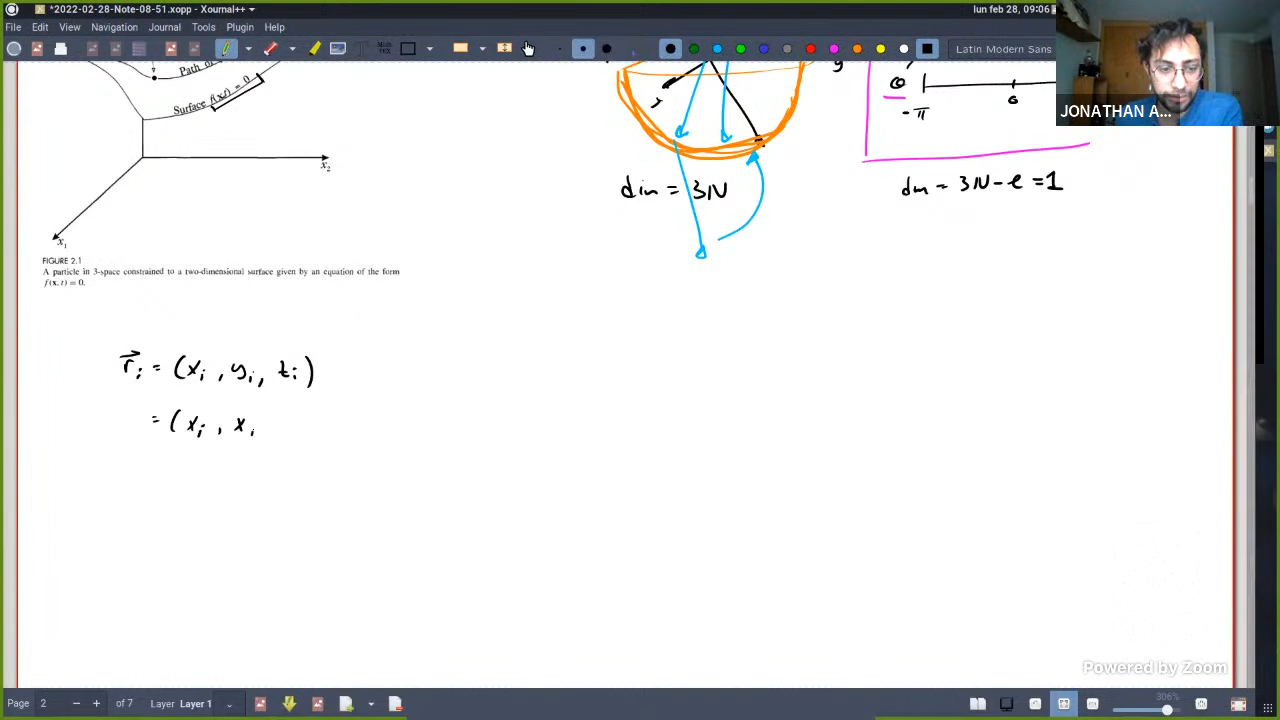 *2022-02-28-Note-08-51.xopp - Xournal++
lun feb 28, 09:06
File Edit View Navigation Journal Tools Plugin Help
Latin Modern Sans
JONATHAN A...
Path of
Surface f(x,t) = 0
x₂
x₁
FIGURE 2.1
A particle in 3-space constrained to a two-dimensional surface given by an equation of the form
f(x, t) = 0.
dim = 3N
θ
-π
0
dim = 3N - l = 1
r⃗ᵢ = (xᵢ, yᵢ, zᵢ)
= (xᵢ, xᵢ
Powered by Zoom
306%
Page 2 of 7 Layer Layer 1